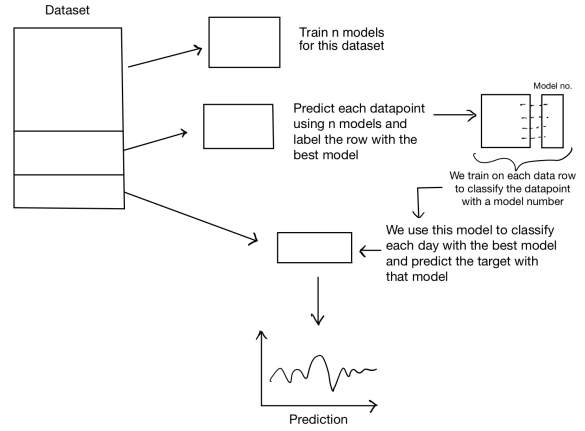 Dataset
Train n models
for this dataset
Predict each datapoint
using n models and
label the row with the
best model
Model no.
We train on each data row
to classify the datapoint
with a model number
We use this model to classify
each day with the best model
and predict the target with
that model
Prediction